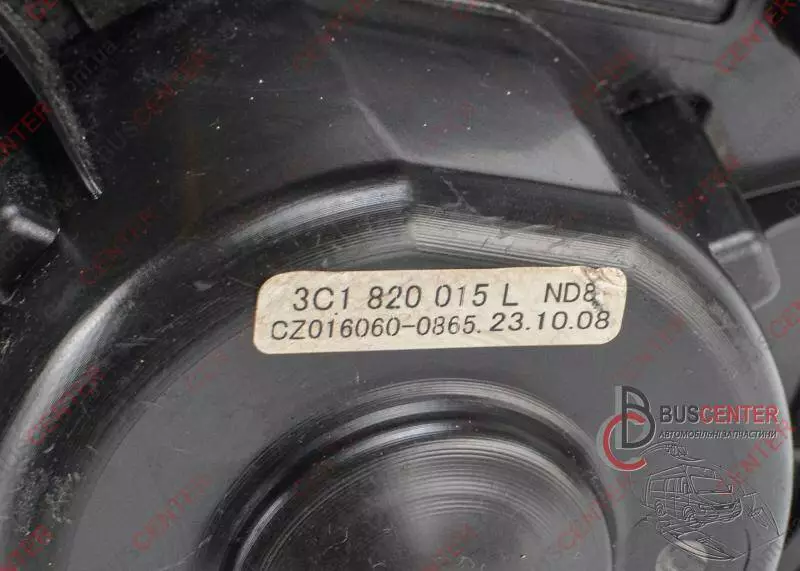 3C1 820 015 L ND8
CZ016060-0865. 23.10.08
BUSCENTER
АВТОМОБІЛЬНІ ЗАПЧАСТИНИ